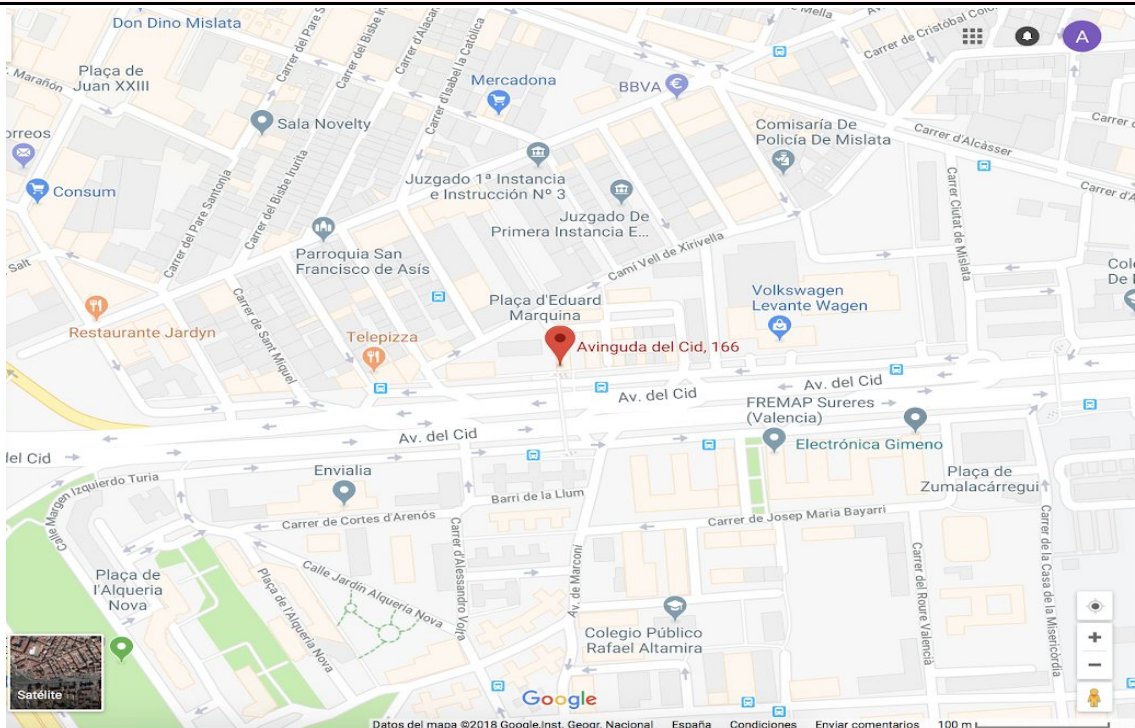 Don Dino Mislata
Mella
Carrer de Cristóbal Coló
A
Plaça de
Juan XXIII
Marañón
Carrer del Pare S
Carrer del Bisbe I
Carrer d'Alacan
Carrer d'Isabel la Católica
Mercadona
BBVA
Sala Novelty
Comisaría De
Policía De Mislata
Carrer d'Alcàsser
orreos
Consum
Carrer del Pare Santonja
Carrer del Bisbe Irurita
Juzgado 1ª Instancia
e Instrucción Nº 3
Juzgado De
Primera Instancia E...
Carrer Ciutat de Mislata
Carrer d'A
Parroquia San
Francisco de Asís
Cami Vell de Xirivella
Salt
Plaça d'Eduard
Marquina
Volkswagen
Levante Wagen
Colegio
De
Restaurante Jardyn
Carrer de Sant Miquel
Telepizza
Avinguda del Cid, 166
Av. del Cid
Av. del Cid
FREMAP Sureres
(Valencia)
Av. del Cid
Electrónica Gimeno
del Cid
Calle Margen Izquierdo Turia
Envialia
Plaça de
Zumalacárregui
Barri de la Llum
Carrer de Cortes d'Arenós
Carrer de Josep Maria Bayarri
Carrer d'Alessandro Volta
Av. de Marconi
Carrer del Roure Valencià
Carrer de la Casa de la Misericòrdia
Plaça de
l'Alqueria
Nova
Plaça de l'Alqueria Nova
Calle Jardín Alquería Nova
Colegio Público
Rafael Altamira
Satélite
Google
Datos del mapa ©2018 Google,Inst. Geogr. Nacional España Condiciones Enviar comentarios 100 m